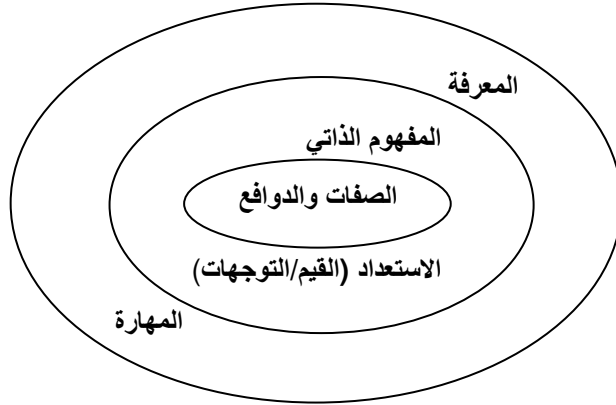 المعرفة
المفهوم الذاتي
الصفات والدوافع
الاستعداد (القيم/التوجهات)
المهارة